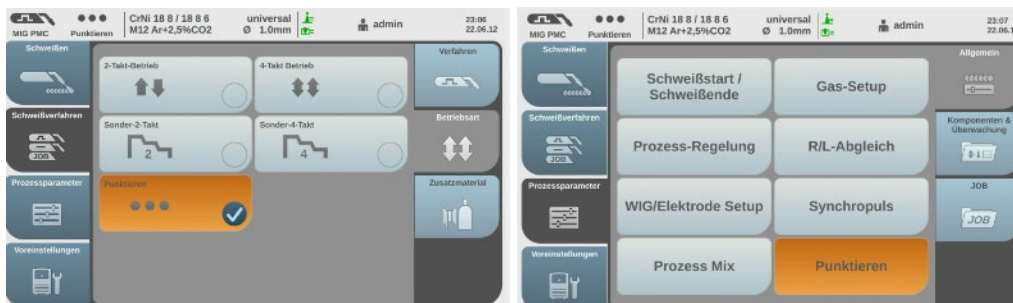 MIG PMC
Punktieren
CrNi 18 8 / 18 8 6
M12 Ar+2,5%CO2
universal
Ø 1.0mm
admin
23:06
22.06.12
Schweißen
Schweißverfahren
JOB
Prozessparameter
Voreinstellungen
2-Takt-Betrieb
4-Takt Betrieb
Sonder-2-Takt
2
Sonder-4-Takt
4
Punktieren
Verfahren
Betriebsart
Zusatzmaterial
MIG PMC
Punktieren
CrNi 18 8 / 18 8 6
M12 Ar+2,5%CO2
universal
Ø 1.0mm
admin
23:07
Schweißen
Schweißverfahren
JOB
Prozessparameter
Voreinstellungen
Schweißstart /
Schweißende
Gas-Setup
Prozess-Regelung
R/L-Abgleich
WIG/Elektrode Setup
Synchropuls
Prozess Mix
Punktieren
Allgemein
Komponenten &
Überwachung
JOB
JOB